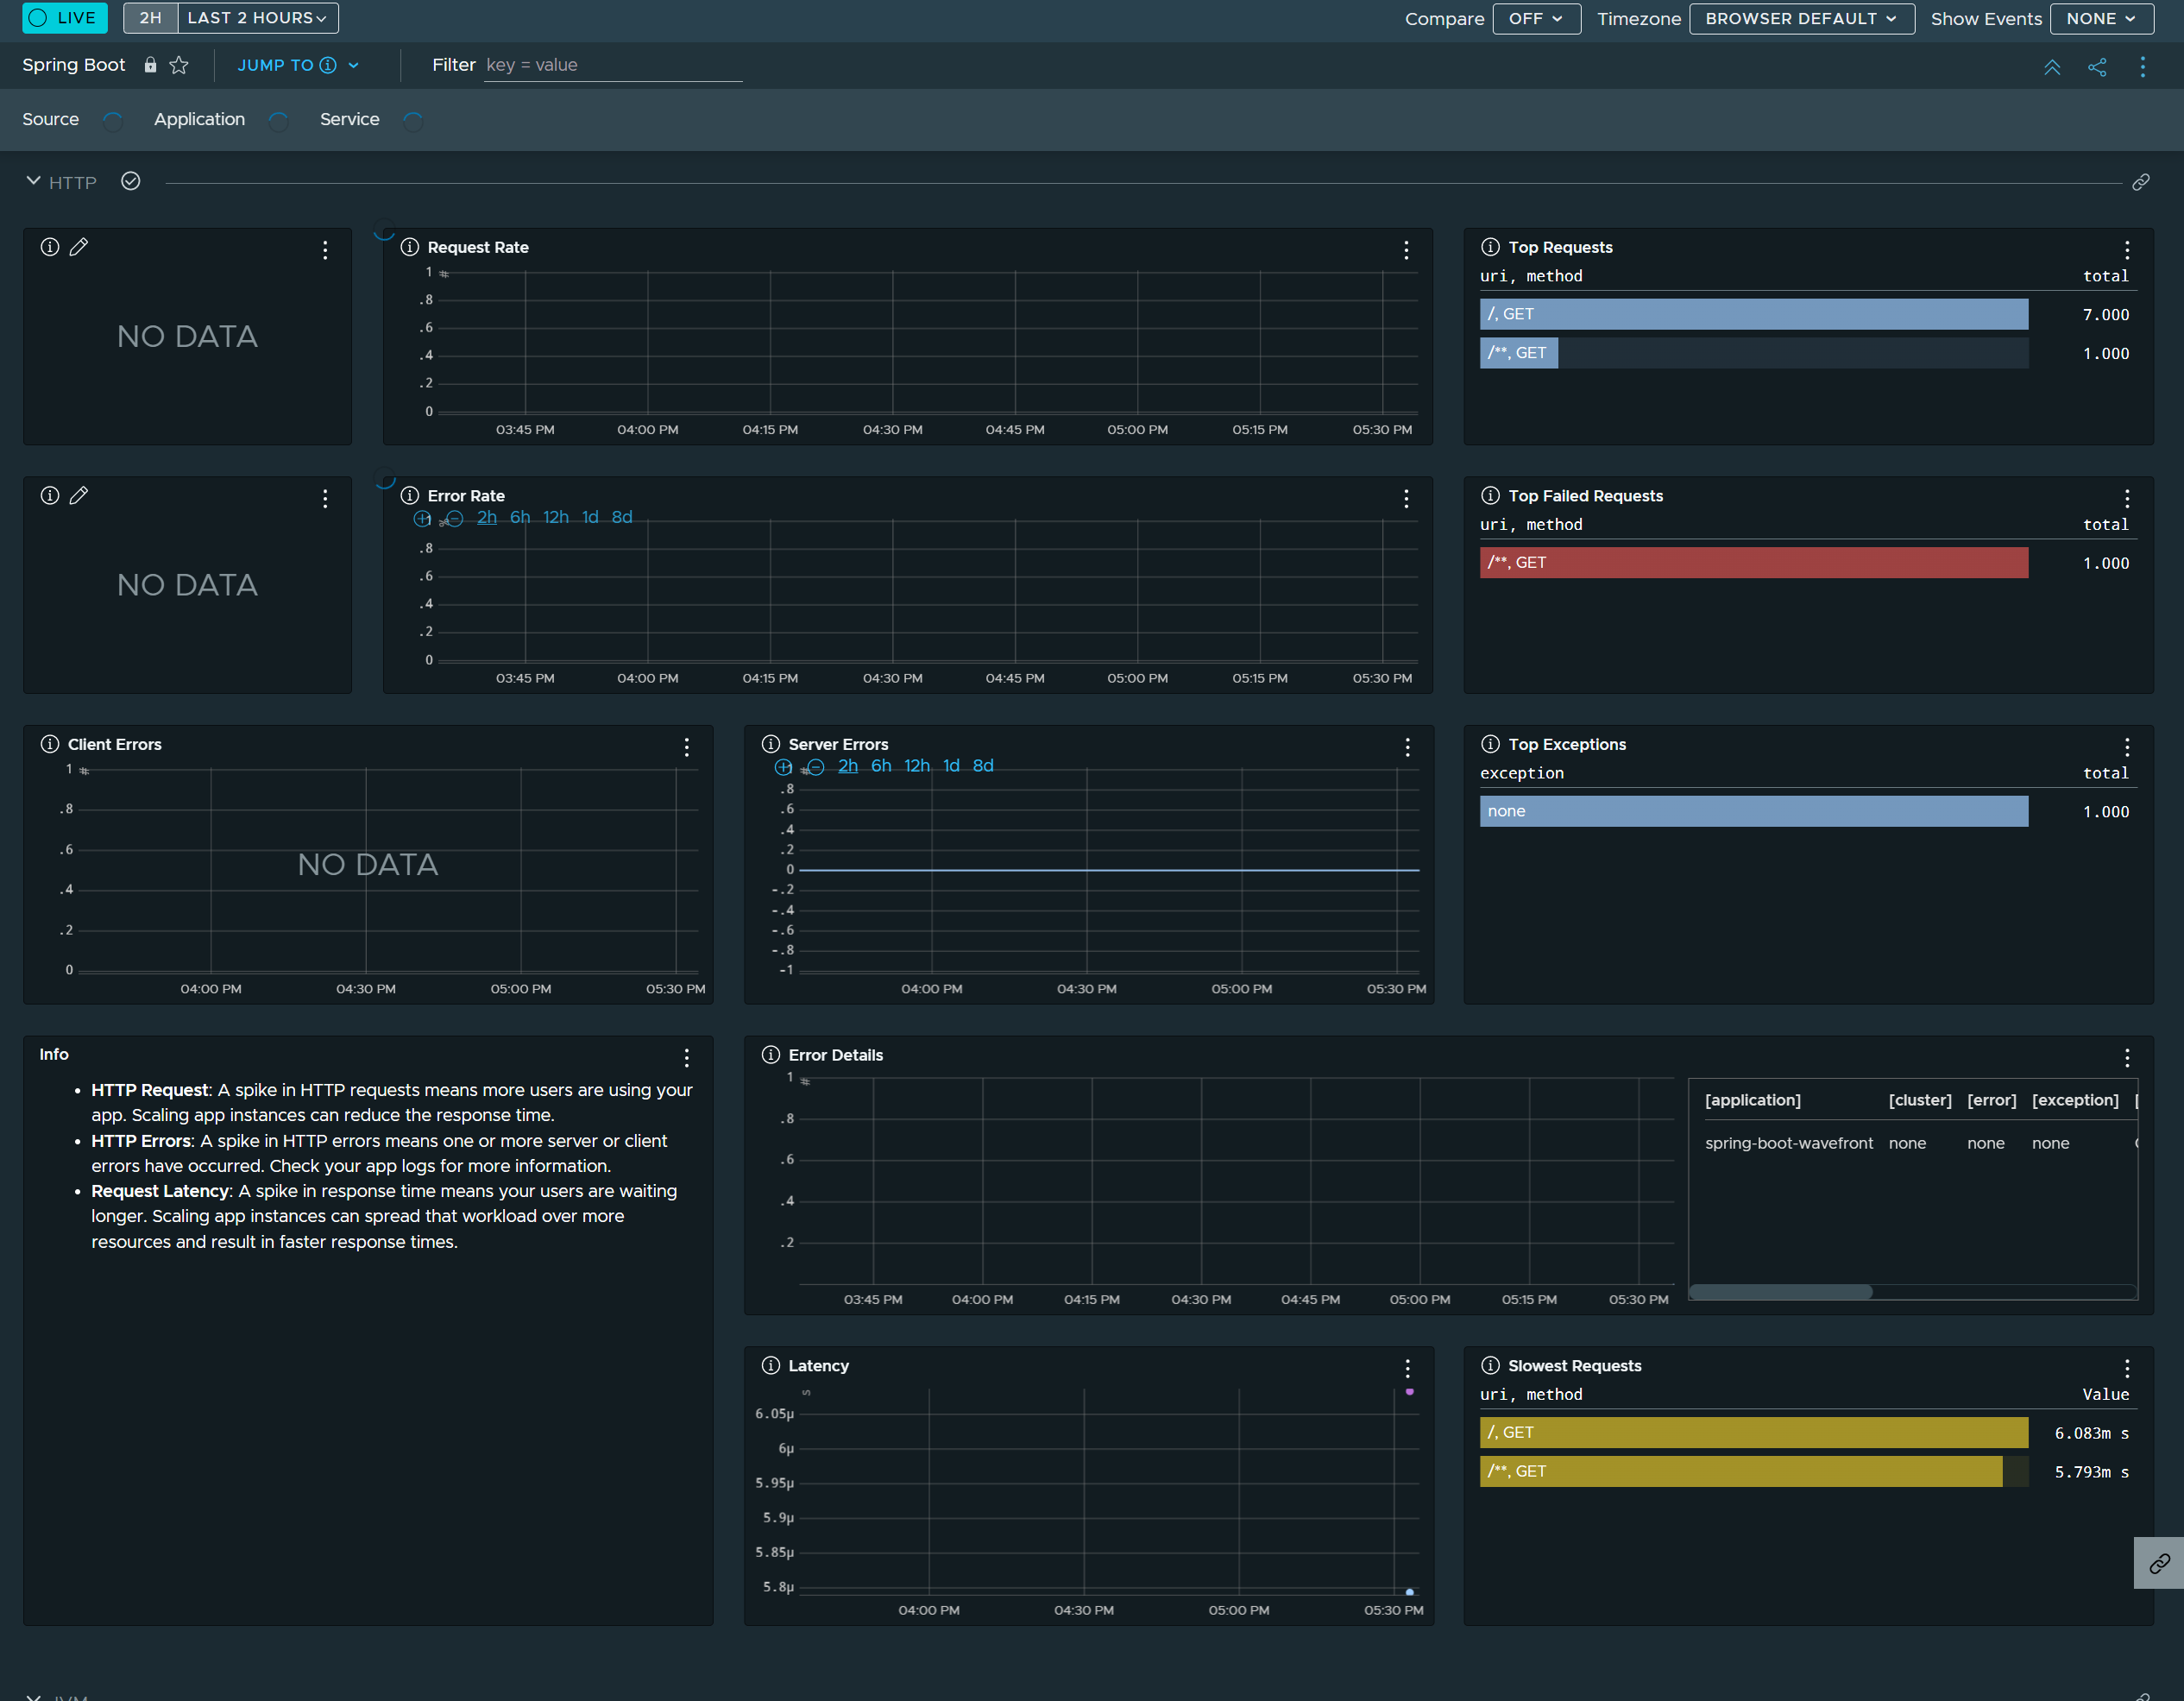 LIVE 2H LAST 2 HOURS Compare OFF Timezone BROWSER DEFAULT Show Events NONE
Spring Boot JUMP TO Filter key = value
Source Application Service
HTTP
NO DATA
Request Rate
1
.8
.6
.4
.2
0
03:45 PM 04:00 PM 04:15 PM 04:30 PM 04:45 PM 05:00 PM 05:15 PM 05:30 PM
Top Requests
uri, method total
/, GET 7.000
/**, GET 1.000
NO DATA
Error Rate
2h 6h 12h 1d 8d
1
.8
.6
.4
.2
0
03:45 PM 04:00 PM 04:15 PM 04:30 PM 04:45 PM 05:00 PM 05:15 PM 05:30 PM
Top Failed Requests
uri, method total
/**, GET 1.000
Client Errors
1 #
.8
.6
.4
.2
0
NO DATA
04:00 PM 04:30 PM 05:00 PM 05:30 PM
Server Errors
2h 6h 12h 1d 8d
.8
.6
.4
.2
0
-.2
-.4
-.6
-.8
-1
04:00 PM 04:30 PM 05:00 PM 05:30 PM
Top Exceptions
exception total
none 1.000
Info
• HTTP Request: A spike in HTTP requests means more users are using your
app. Scaling app instances can reduce the response time.
• HTTP Errors: A spike in HTTP errors means one or more server or client
errors have occurred. Check your app logs for more information.
• Request Latency: A spike in response time means your users are waiting
longer. Scaling app instances can spread that workload over more
resources and result in faster response times.
Error Details
1 #
.8
.6
.4
.2
03:45 PM 04:00 PM 04:15 PM 04:30 PM 04:45 PM 05:00 PM 05:15 PM 05:30 PM
[application] [cluster] [error] [exception] [
spring-boot-wavefront none none none
Latency
s
6.05μ
6μ
5.95μ
5.9μ
5.85μ
5.8μ
04:00 PM 04:30 PM 05:00 PM 05:30 PM
Slowest Requests
uri, method Value
/, GET 6.083m s
/**, GET 5.793m s